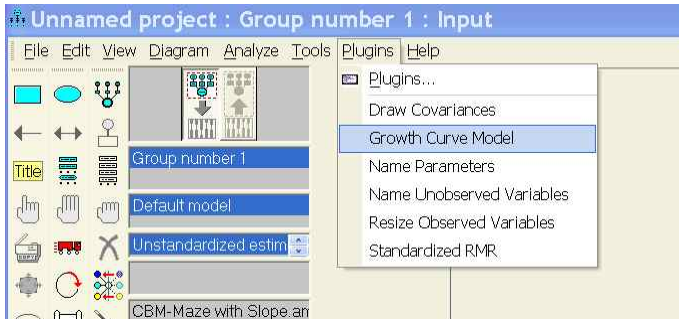 Unnamed project : Group number 1 : Input
File Edit View Diagram Analyze Tools Plugins Help
Plugins...
Draw Covariances
Growth Curve Model
Name Parameters
Name Unobserved Variables
Resize Observed Variables
Standardized RMR
Title
Group number 1
Default model
Unstandardized estim
CBM-Maze with Slope.am